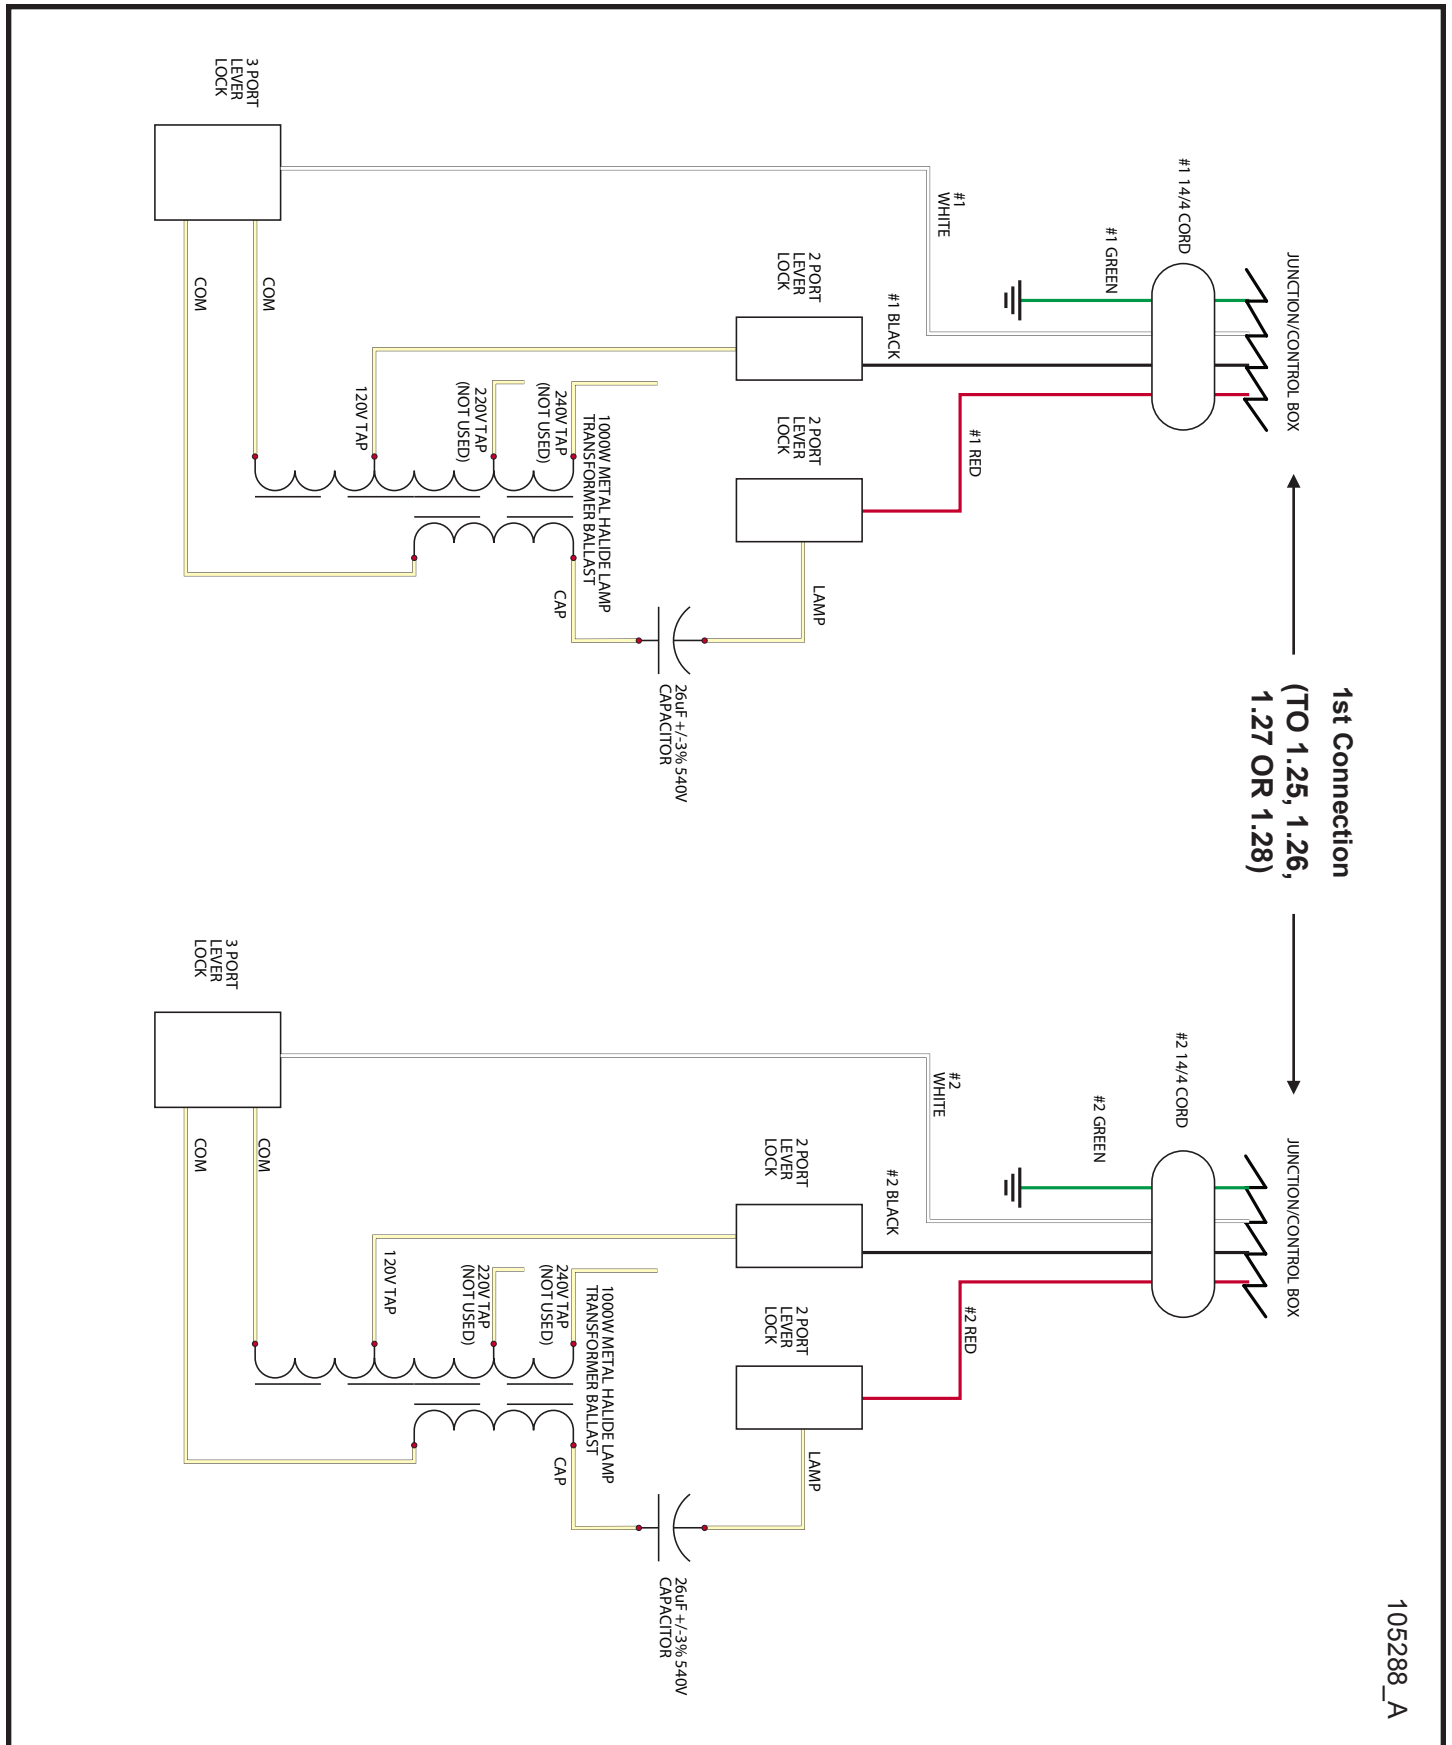 105288_A
1st Connection
(TO 1.25, 1.26,
1.27 OR 1.28)
JUNCTION/CONTROL BOX
#1 14/4 CORD
#1 GREEN
#1
WHITE
#1 BLACK
#1 RED
2 PORT
LEVER
LOCK
2 PORT
LEVER
LOCK
3 PORT
LEVER
LOCK
COM
COM
120V TAP
220V TAP
(NOT USED)
240V TAP
(NOT USED)
1000W METAL HALIDE LAMP
TRANSFORMER BALLAST
CAP
LAMP
26uF +/-3% 540V
CAPACITOR
JUNCTION/CONTROL BOX
#2 14/4 CORD
#2 GREEN
#2
WHITE
#2 BLACK
#2 RED
2 PORT
LEVER
LOCK
2 PORT
LEVER
LOCK
3 PORT
LEVER
LOCK
COM
COM
120V TAP
220V TAP
(NOT USED)
240V TAP
(NOT USED)
1000W METAL HALIDE LAMP
TRANSFORMER BALLAST
CAP
LAMP
26uF +/-3% 540V
CAPACITOR